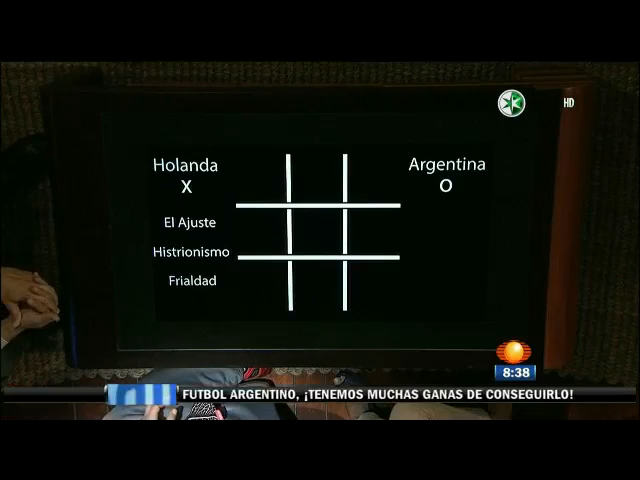 HD
Holanda
X
Argentina
O
El Ajuste
Histrionismo
Frialdad
8:38
FUTBOL ARGENTINO, ¡TENEMOS MUCHAS GANAS DE CONSEGUIRLO!